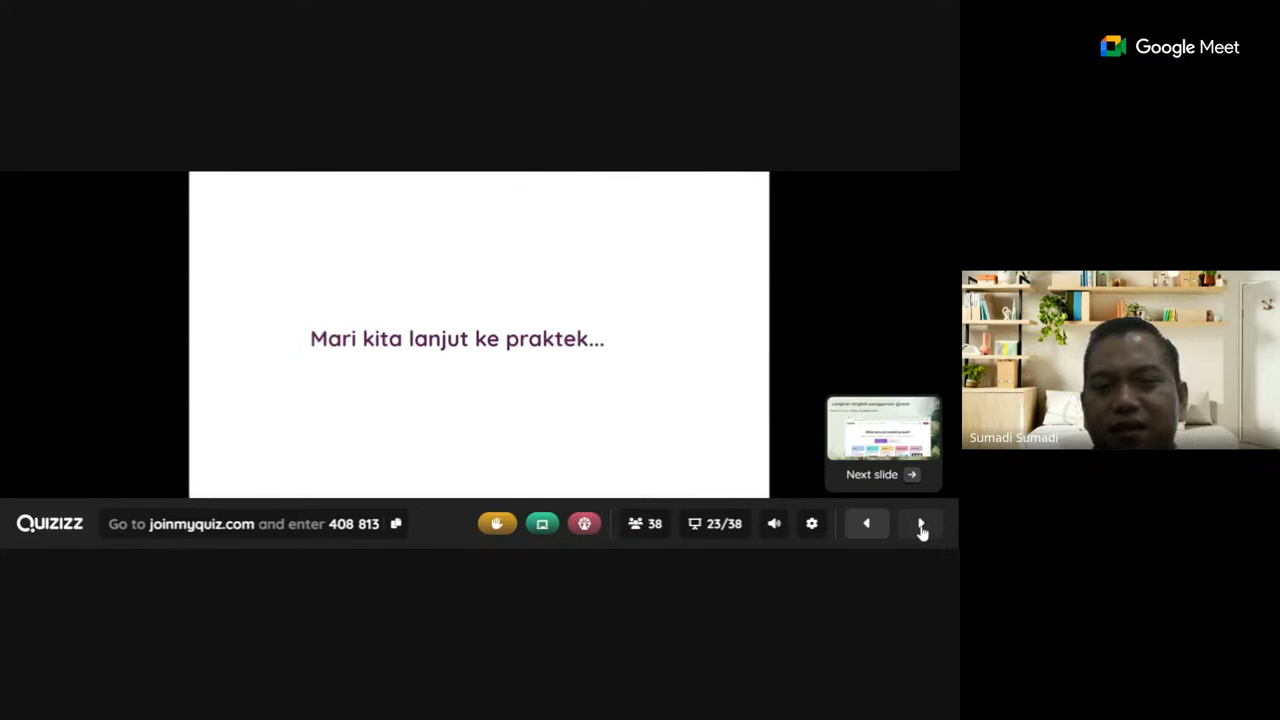 Google Meet
Mari kita lanjut ke praktek...
Sumadi Sumadi
Next slide
QUIZIZZ
Go to joinmyquiz.com and enter 408 813
38
23/38